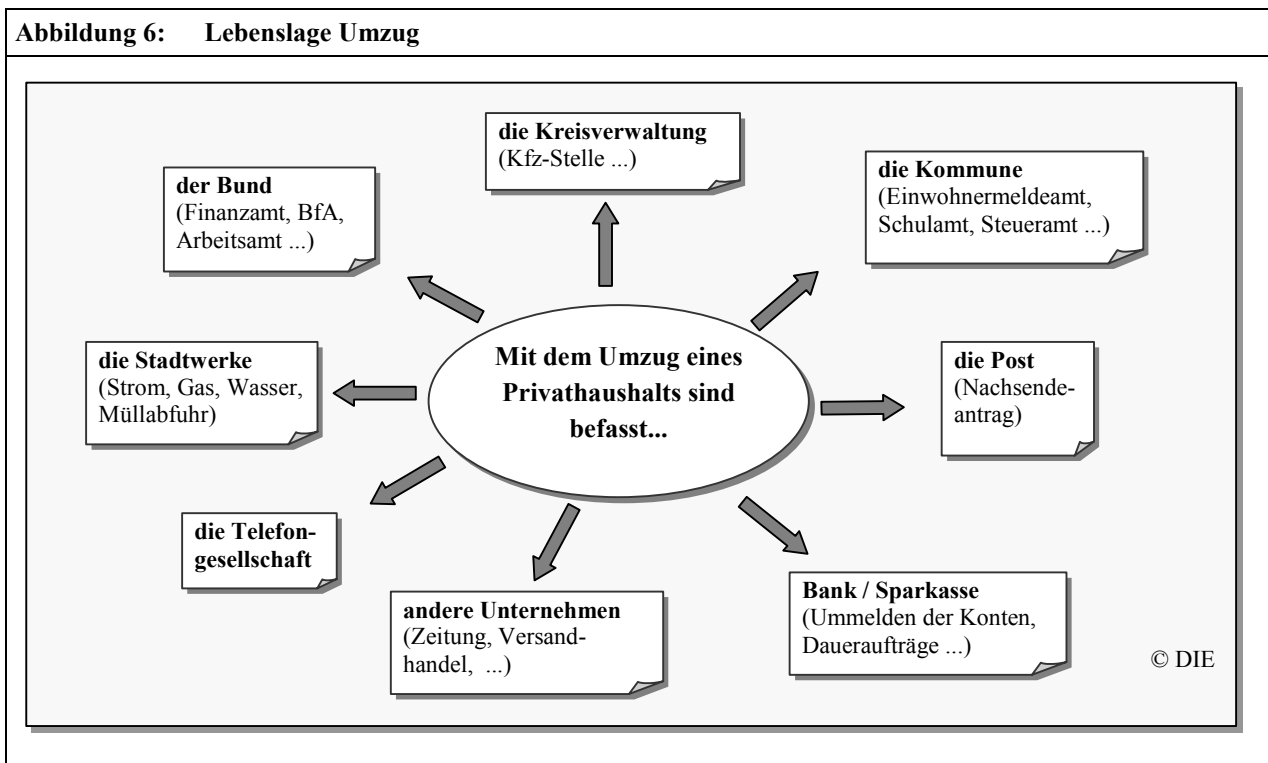 Abbildung 6: Lebenslage Umzug
die Kreisverwaltung
(Kfz-Stelle ...)
die Kommune
(Einwohnermeldeamt,
Schulamt, Steueramt ...)
der Bund
(Finanzamt, BfA,
Arbeitsamt ...)
Mit dem Umzug eines
Privathaushalts sind
befasst...
die Stadtwerke
(Strom, Gas, Wasser,
Müllabfuhr)
die Post
(Nachsende-
antrag)
die Telefon-
gesellschaft
andere Unternehmen
(Zeitung, Versand-
handel, ...)
Bank / Sparkasse
(Ummelden der Konten,
Daueraufträge ...)
© DIE